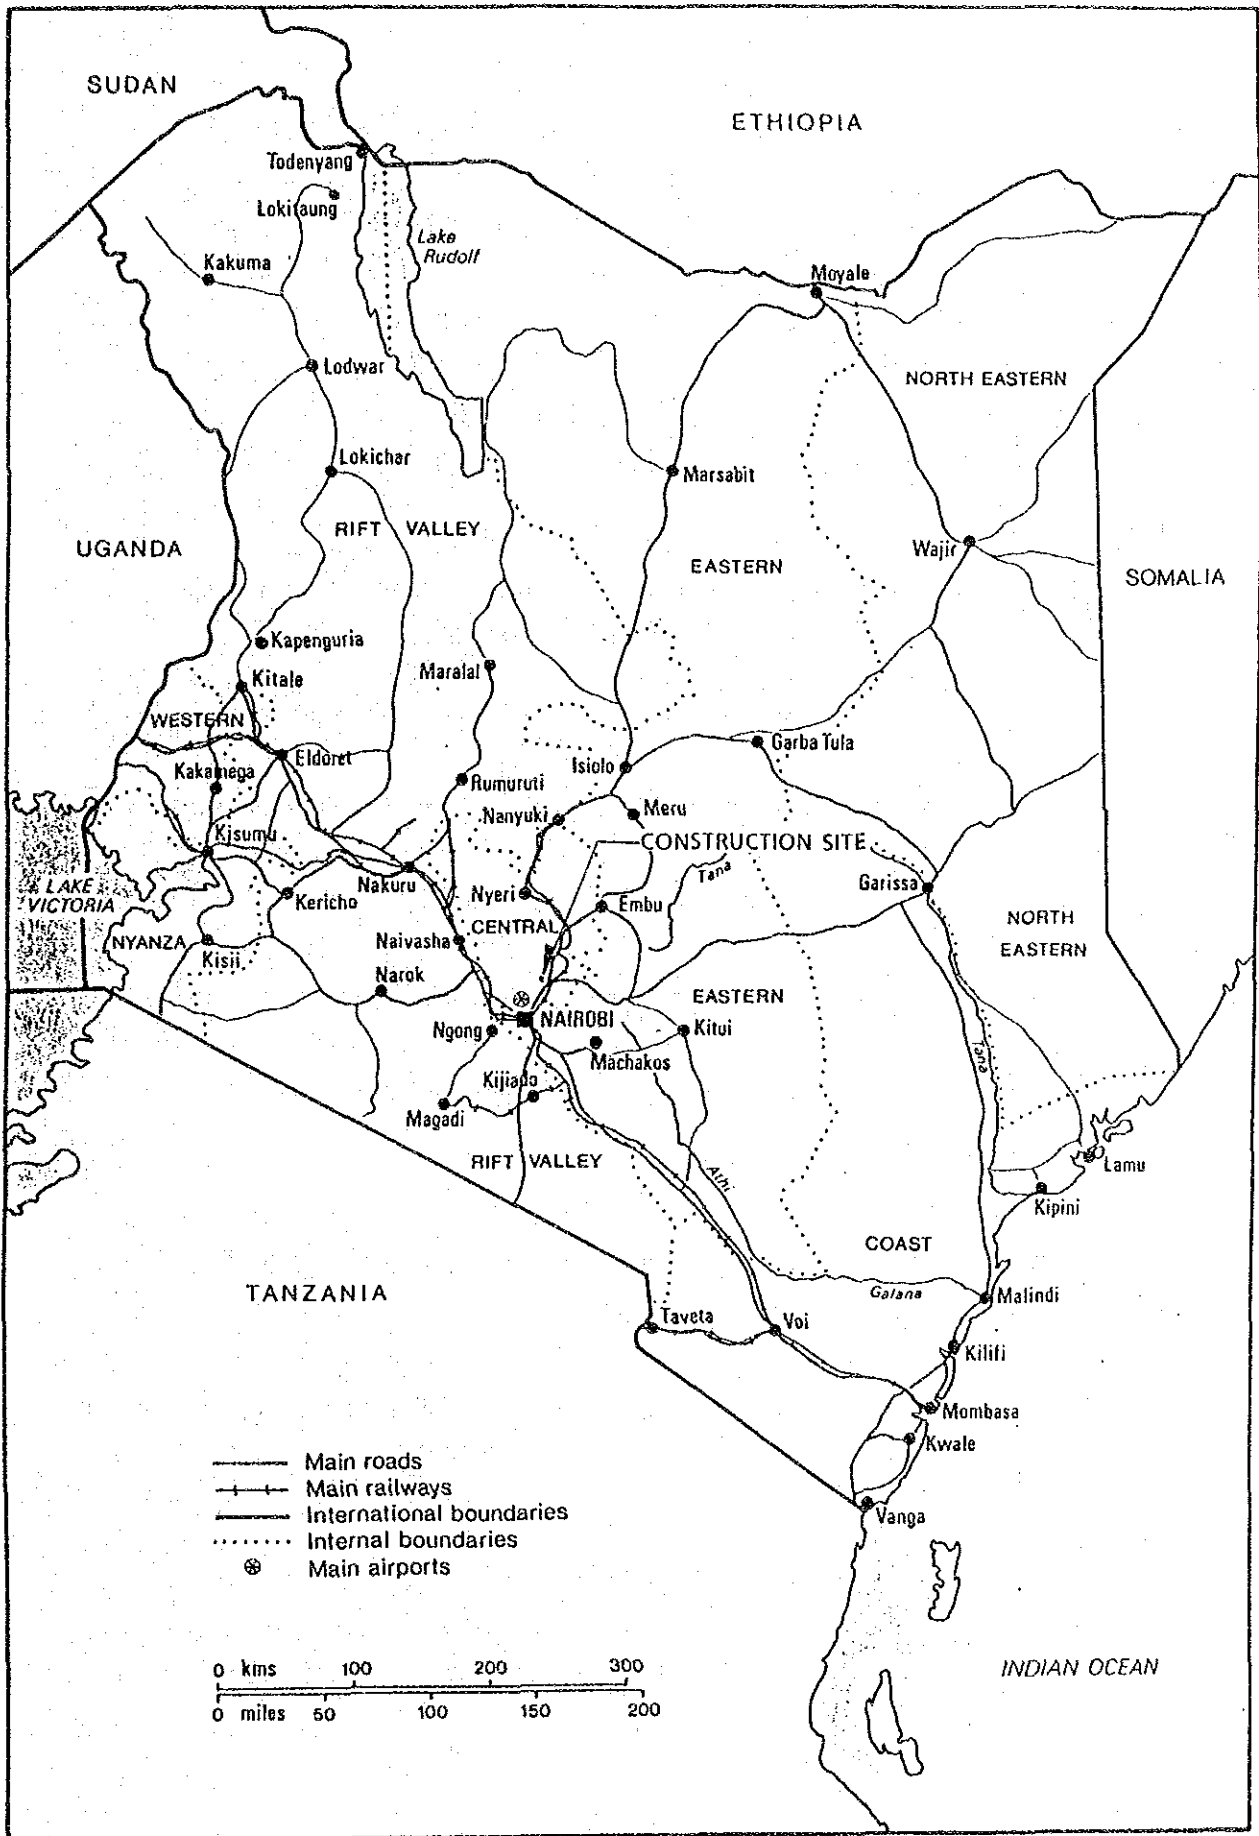 SUDAN
ETHIOPIA
Todenyang
Lokitaung
Lake
Rudolf
Kakuma
Moyale
Lodwar
NORTH EASTERN
Lokichar
Marsabit
RIFT VALLEY
UGANDA
Wajir
EASTERN
SOMALIA
Kapenguria
Maralal
Kitale
WESTERN
Garba Tula
Eldoret
Isiolo
Kakamega
Rumuruti
Nanyuki
Meru
Kisumu
CONSTRUCTION SITE
Tana
LAKE
VICTORIA
Nakuru
Garissa
Kericho
Nyeri
Embu
CENTRAL
NORTH
EASTERN
NYANZA
Naivasha
Kisii
Narok
EASTERN
NAIROBI
Ngong
Kitui
Tana
Machakos
Kijiado
Magadi
RIFT VALLEY
Athi
Lamu
Kipini
COAST
TANZANIA
Galana
Malindi
Taveta
Voi
Kilifi
Mombasa
Kwale
Main roads
Main railways
International boundaries
Vanga
Internal boundaries
Main airports
0 kms 100 200 300
0 miles 50 100 150 200
INDIAN OCEAN